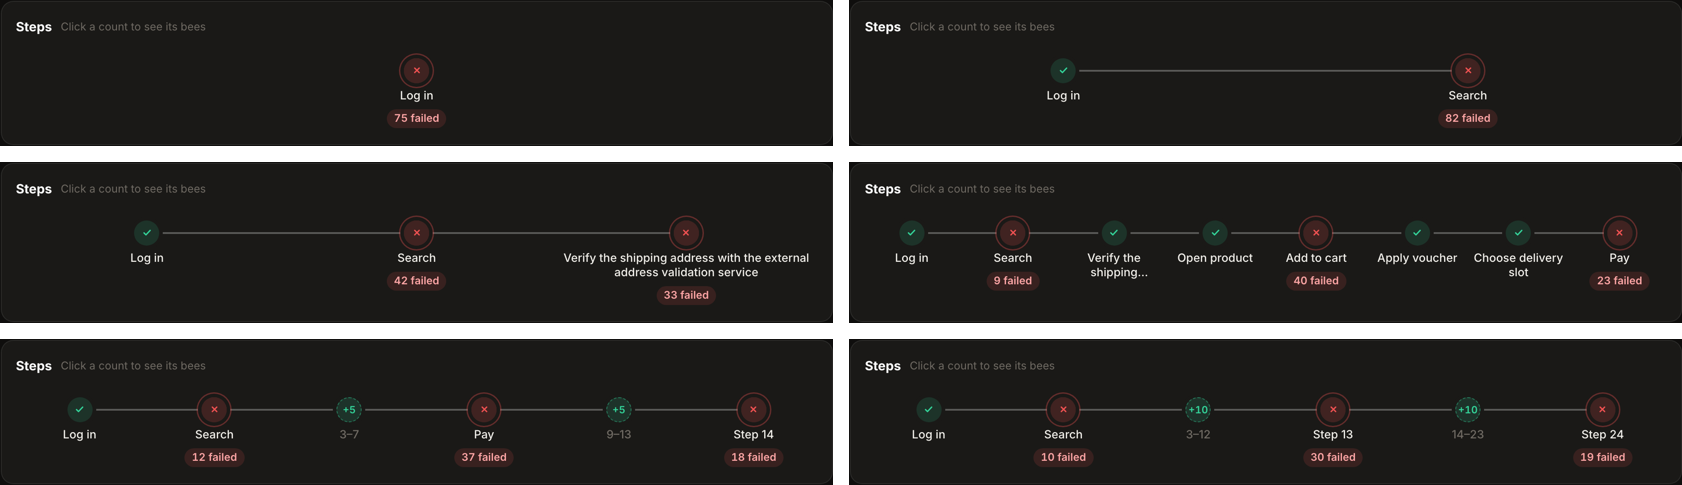 Steps Click a count to see its bees
Log in
75 failed
Steps Click a count to see its bees
Log in Search
82 failed
Steps Click a count to see its bees
Log in Search Verify the shipping address with the external
address validation service
42 failed
33 failed
Steps Click a count to see its bees
Log in Search Verify the Open product Add to cart Apply voucher Choose delivery Pay
shipping... slot
9 failed 40 failed 23 failed
Steps Click a count to see its bees
+5 +5
Log in Search 3–7 Pay 9–13 Step 14
12 failed 37 failed 18 failed
Steps Click a count to see its bees
+10 +10
Log in Search 3–12 Step 13 14–23 Step 24
10 failed 30 failed 19 failed